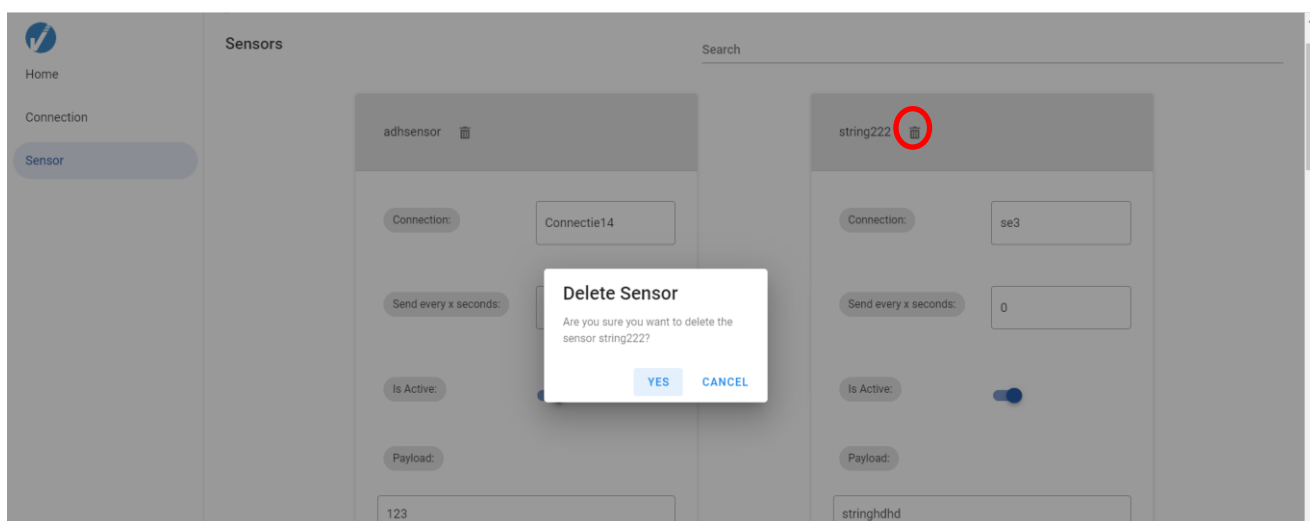 Home
Connection
Sensor
Sensors
Search
adhsensor
Connection:
Connectie14
Send every x seconds:
Is Active:
Payload:
123
string222
Connection:
se3
Send every x seconds:
0
Is Active:
Payload:
stringhdhd
Delete Sensor
Are you sure you want to delete the
sensor string222?
YES
CANCEL